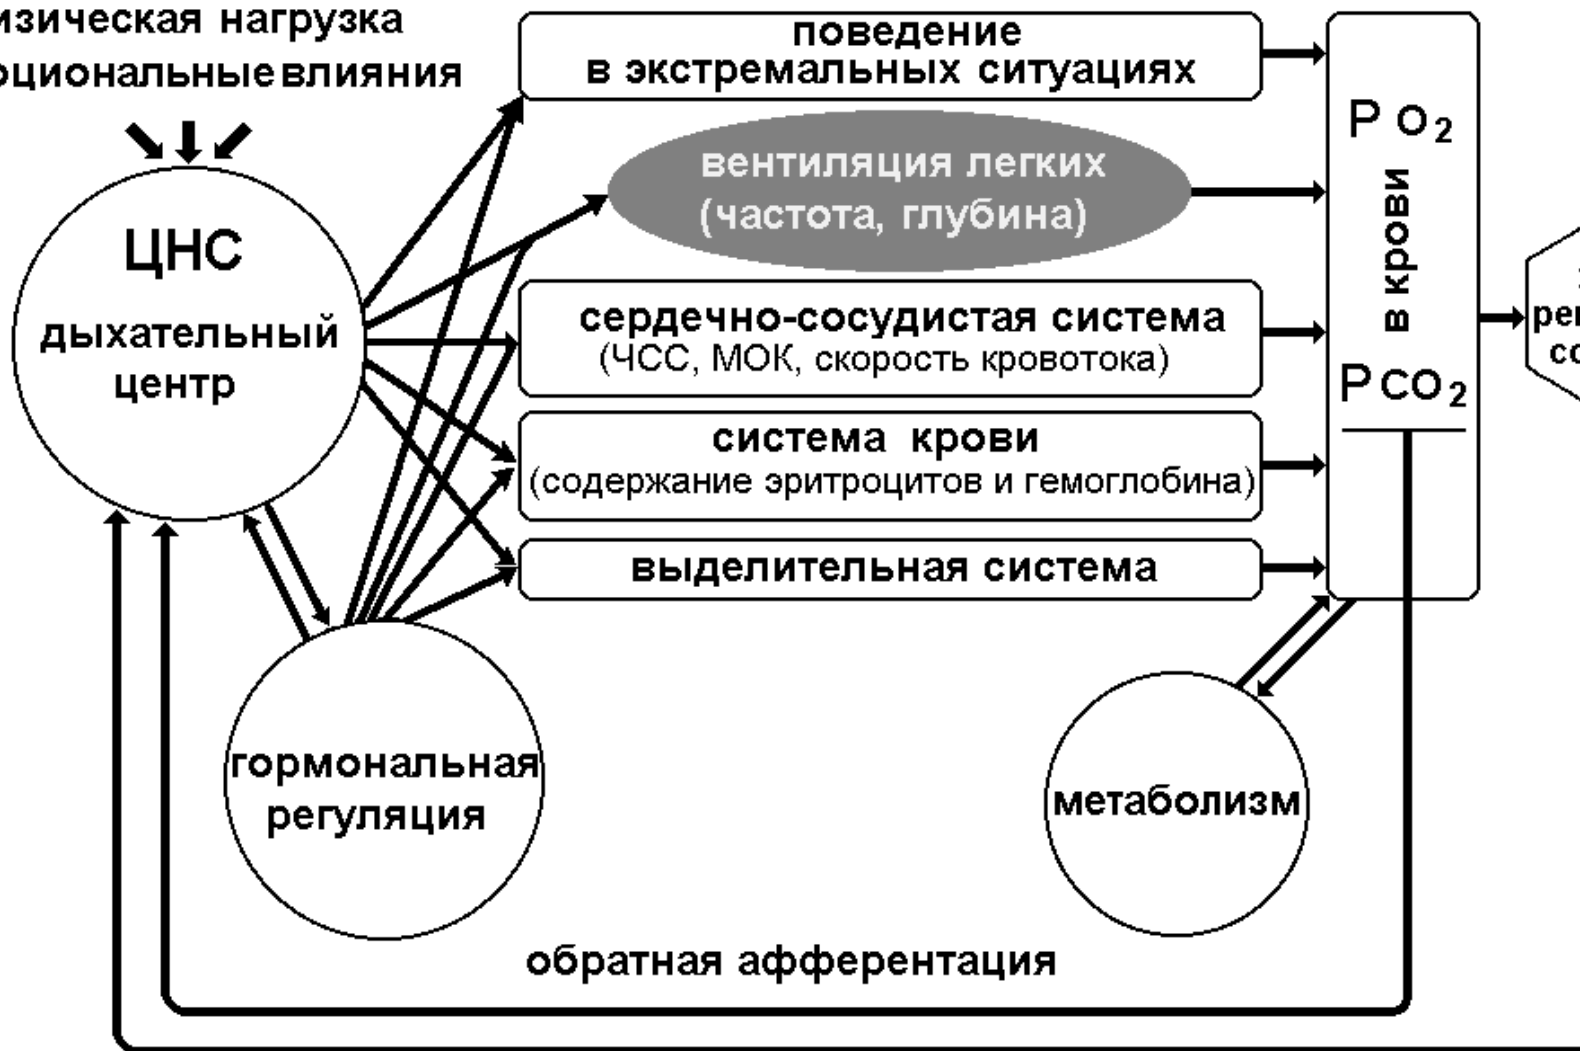 изическая нагрузка
оциональные влияния
поведение
в экстремальных ситуациях
вентиляция легких
(частота, глубина)
ЦНС
дыхательный
центр
сердечно-сосудистая система
(ЧСС, МОК, скорость кровотока)
система крови
(содержание эритроцитов и гемоглобина)
выделительная система
P O₂
в крови
P CO₂
гормональная
регуляция
метаболизм
обратная афферентация